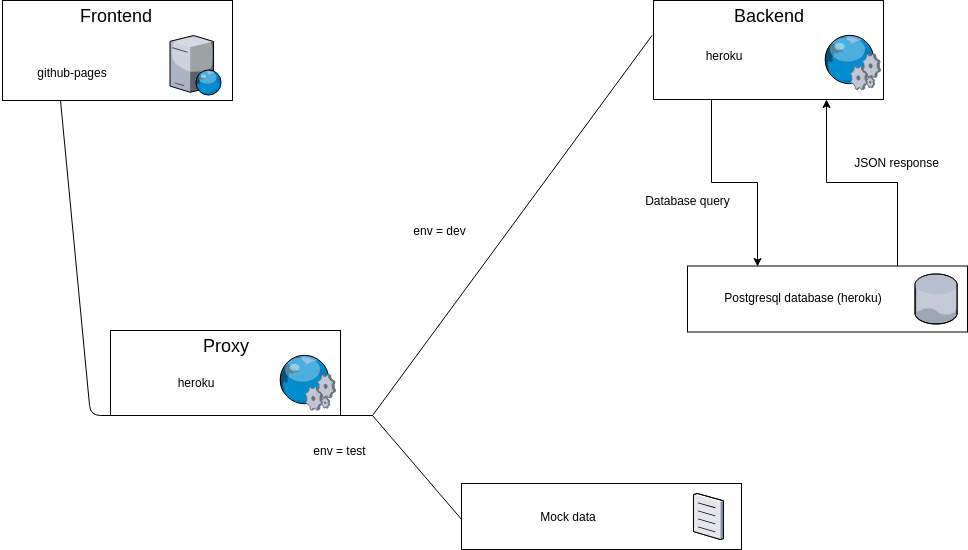 Frontend
github-pages
Backend
heroku
JSON response
Database query
env = dev
Postgresql database (heroku)
Proxy
heroku
env = test
Mock data